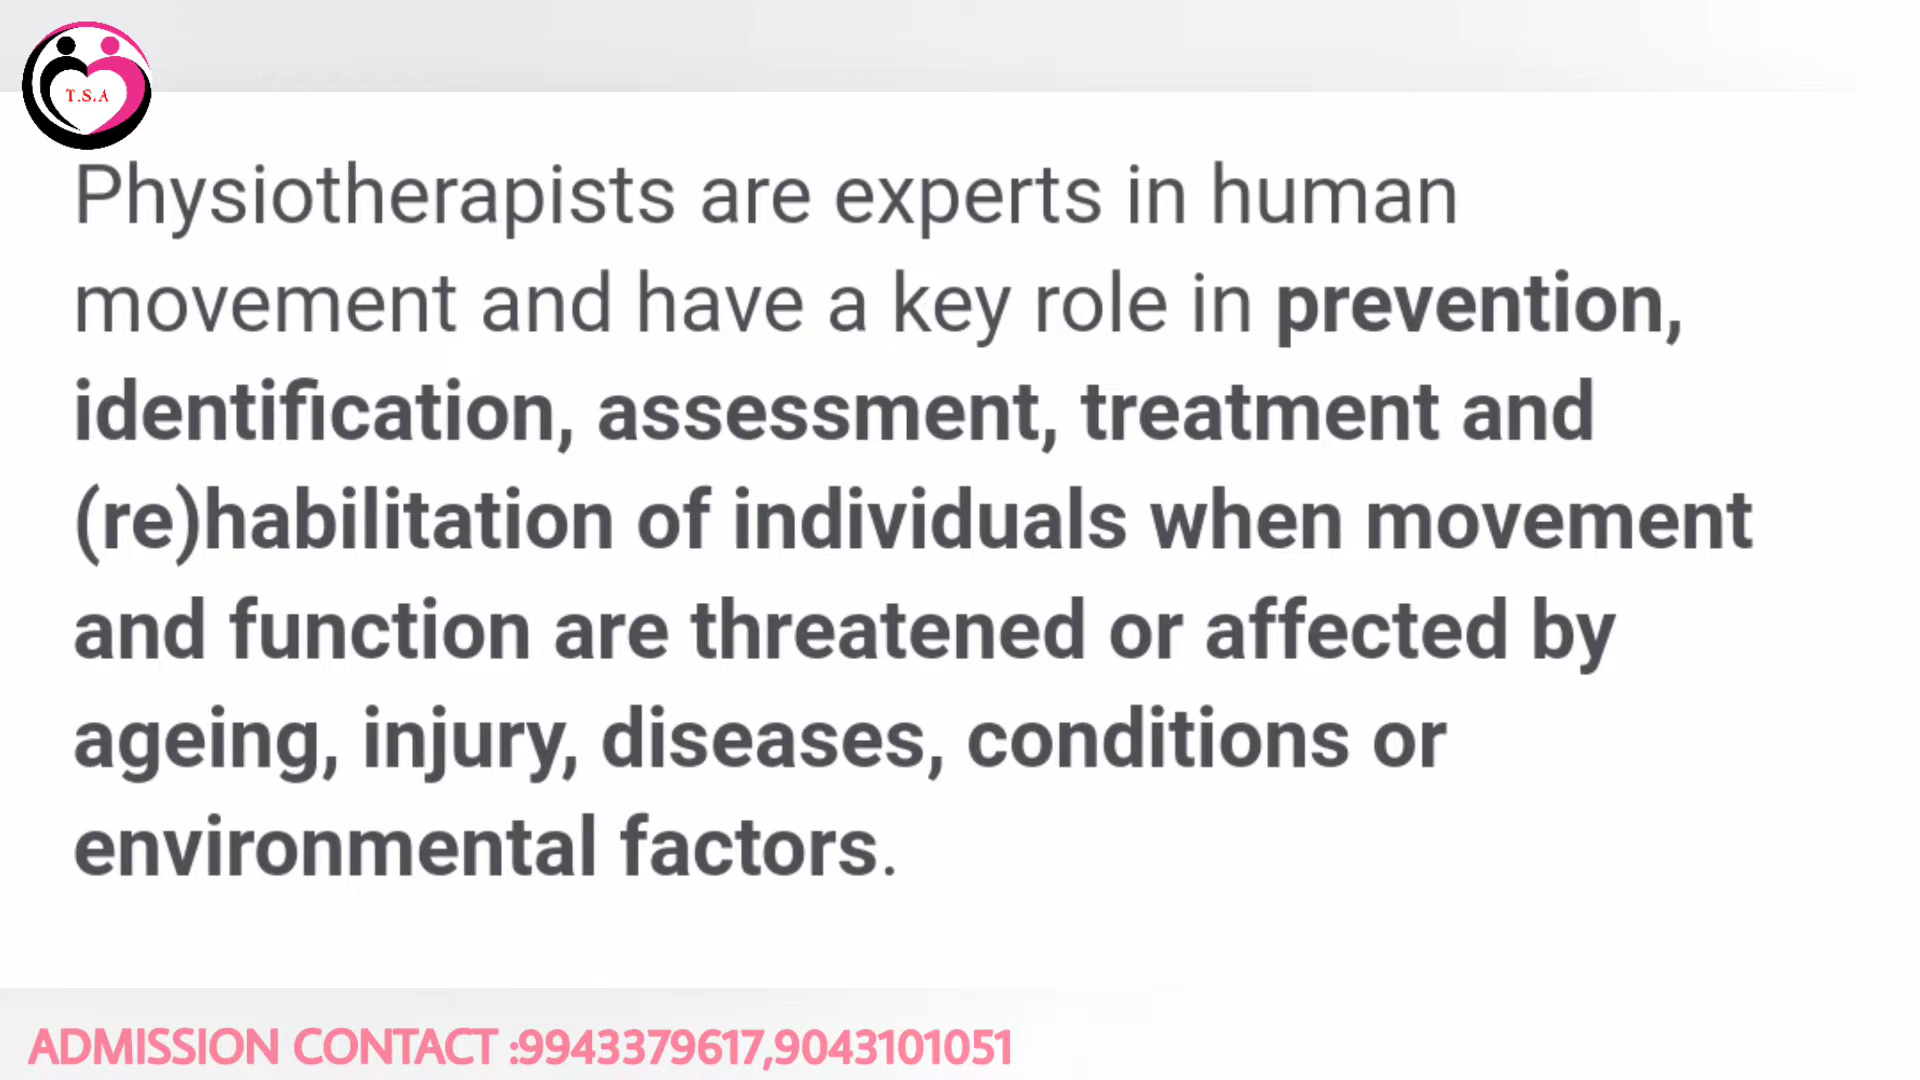 T.S.A
Physiotherapists are experts in human
movement and have a key role in prevention,
identification, assessment, treatment and
(re)habilitation of individuals when movement
and function are threatened or affected by
ageing, injury, diseases, conditions or
environmental factors.
ADMISSION CONTACT :9943379617,9043101051